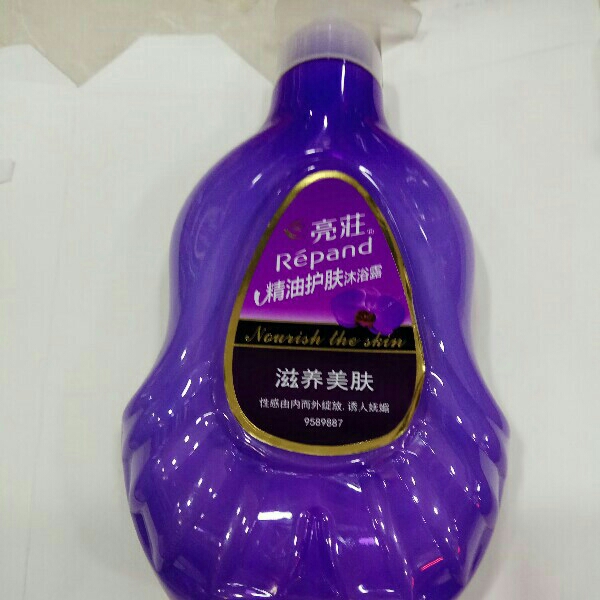 亮莊®
Répand
精油护肤沐浴露
Nourish the skin
滋养美肤
性感由内而外绽放,诱人妩媚
9589887